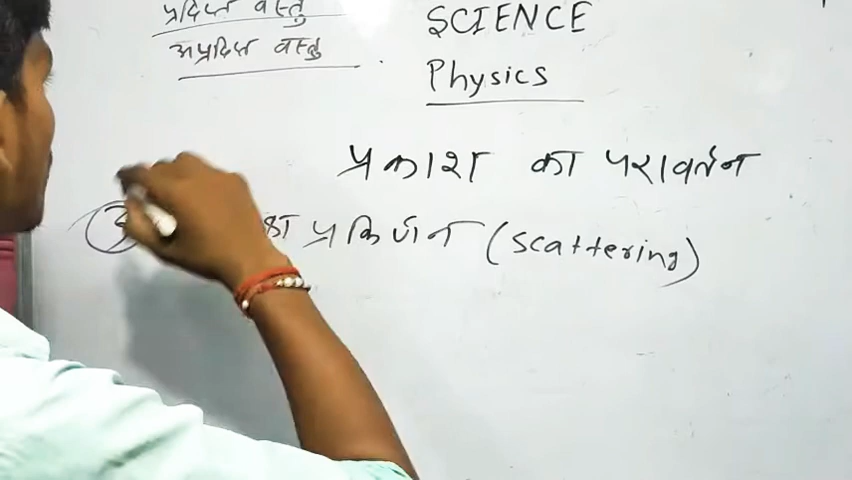 प्रदिप्त वस्तु
अप्रदिप्त वस्तु
SCIENCE
Physics
प्रकाश का परावर्तन
का प्रकिर्णन (Scattering)